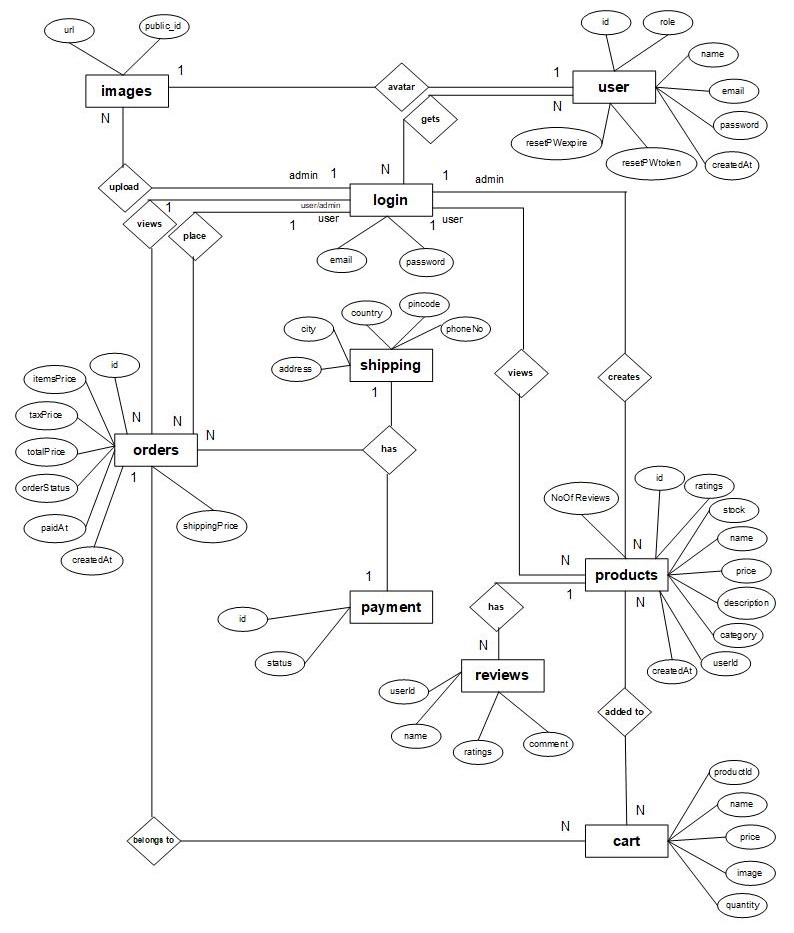 url
public_id
id
role
name
images
1
avatar
1
user
email
N
N
gets
password
resetPWexpire
resetPWtoken
createdAt
upload
admin
1
N
1
admin
login
views
1
user/admin
place
1
user
1
user
email
password
country
pincode
city
phoneNo
address
shipping
1
views
creates
id
itemsPrice
taxPrice
N
N
N
totalPrice
orders
has
orderStatus
1
paidAt
shippingPrice
createdAt
NoOf Reviews
id
ratings
stock
name
N
N
products
price
1
payment
1
N
description
id
has
category
status
N
userId
createdAt
reviews
userId
name
ratings
comment
added to
productId
N
N
name
belongs to
cart
price
image
quantity